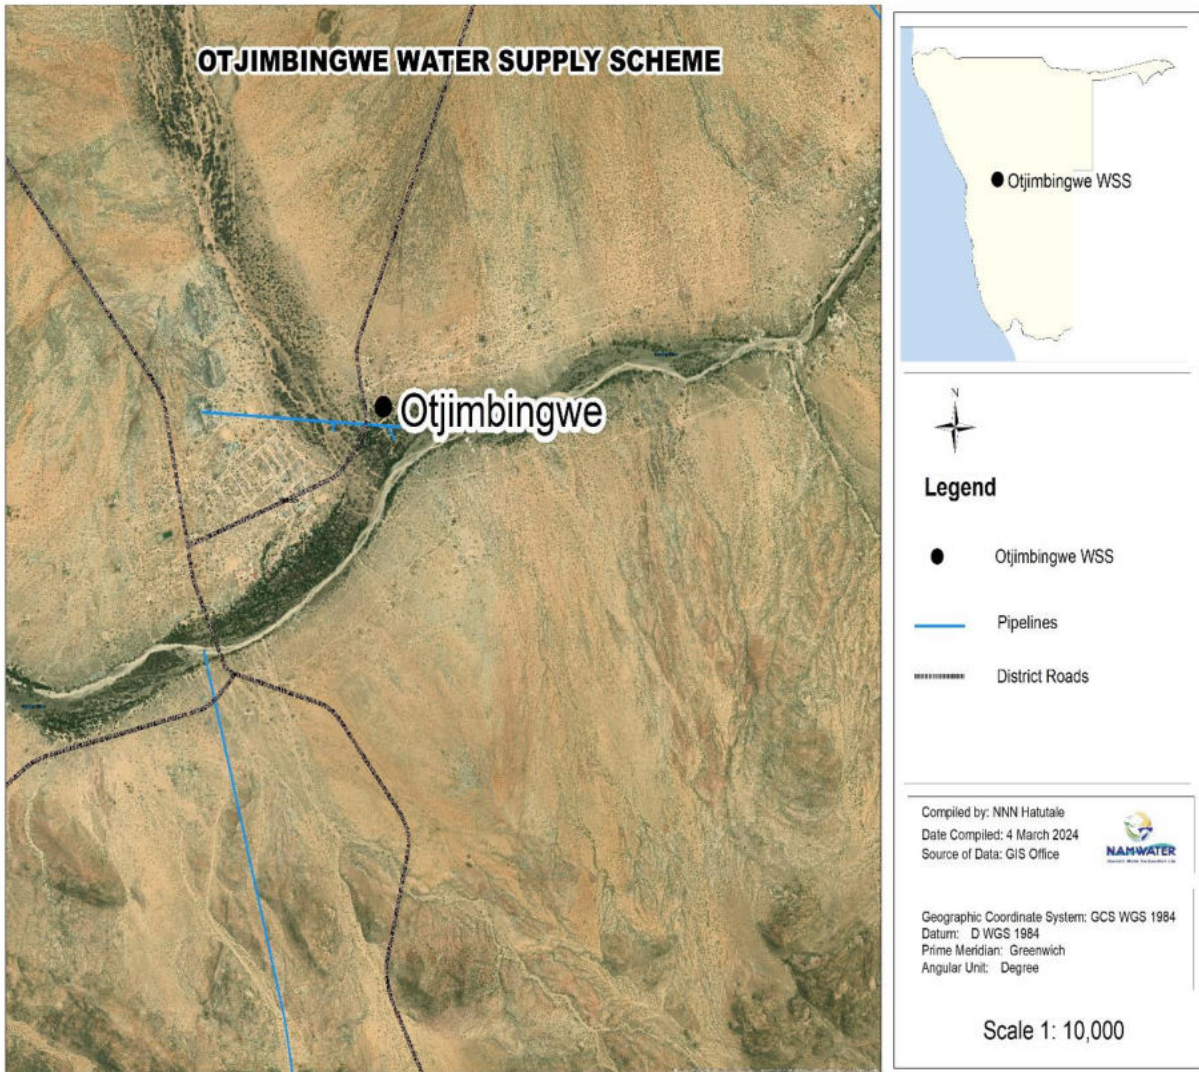 OTJIMBINGWE WATER SUPPLY SCHEME
Otjimbingwe
Otjimbingwe WSS
N
Legend
Otjimbingwe WSS
Pipelines
District Roads
Compiled by: NNN Hatutale
Date Compiled: 4 March 2024
Source of Data: GIS Office
NAMWATER
Geographic Coordinate System: GCS WGS 1984
Datum: D WGS 1984
Prime Meridian: Greenwich
Angular Unit: Degree
Scale 1: 10,000